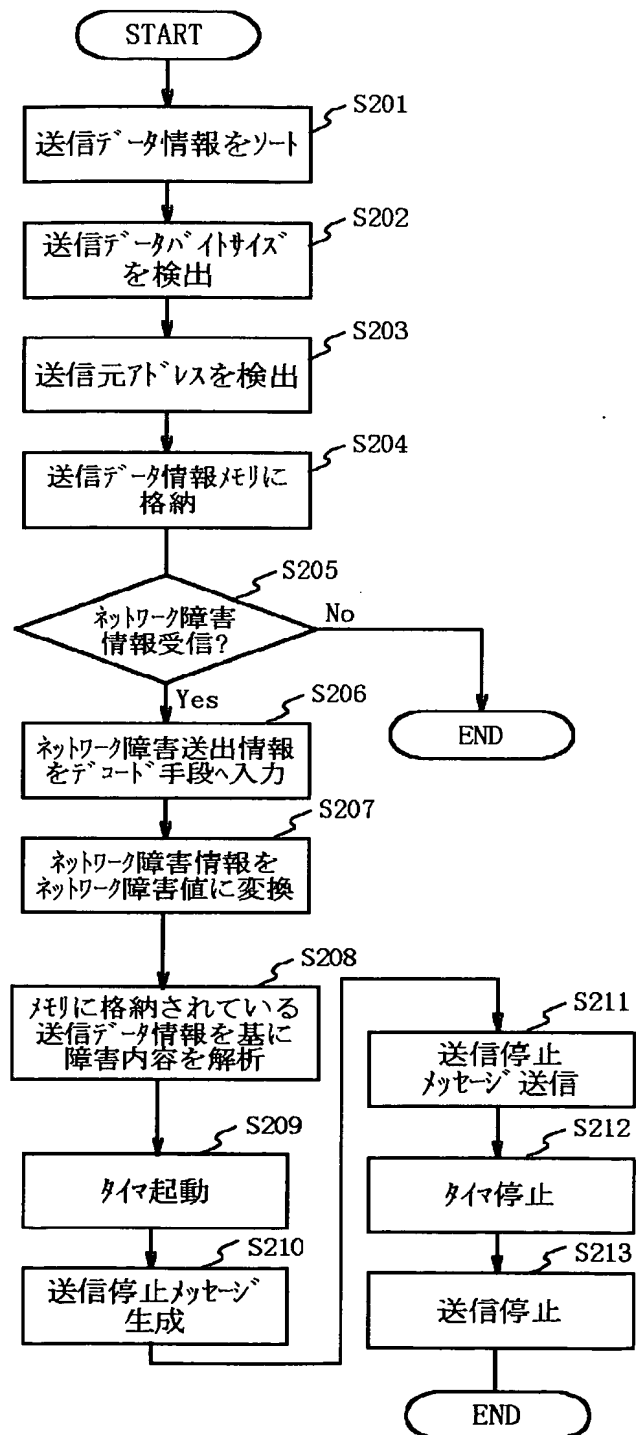 START
S201
送信データ情報をソート
S202
送信データバイトサイズ
を検出
S203
送信元アドレスを検出
S204
送信データ情報メモリに
格納
S205
ネットワーク障害
情報受信?
No
END
Yes
S206
ネットワーク障害送出情報
をデコード手段へ入力
S207
ネットワーク障害情報を
ネットワーク障害値に変換
S208
メモリに格納されている
送信データ情報を基に
障害内容を解析
S209
タイマ起動
S210
送信停止メッセージ
生成
S211
送信停止
メッセージ送信
S212
タイマ停止
S213
送信停止
END